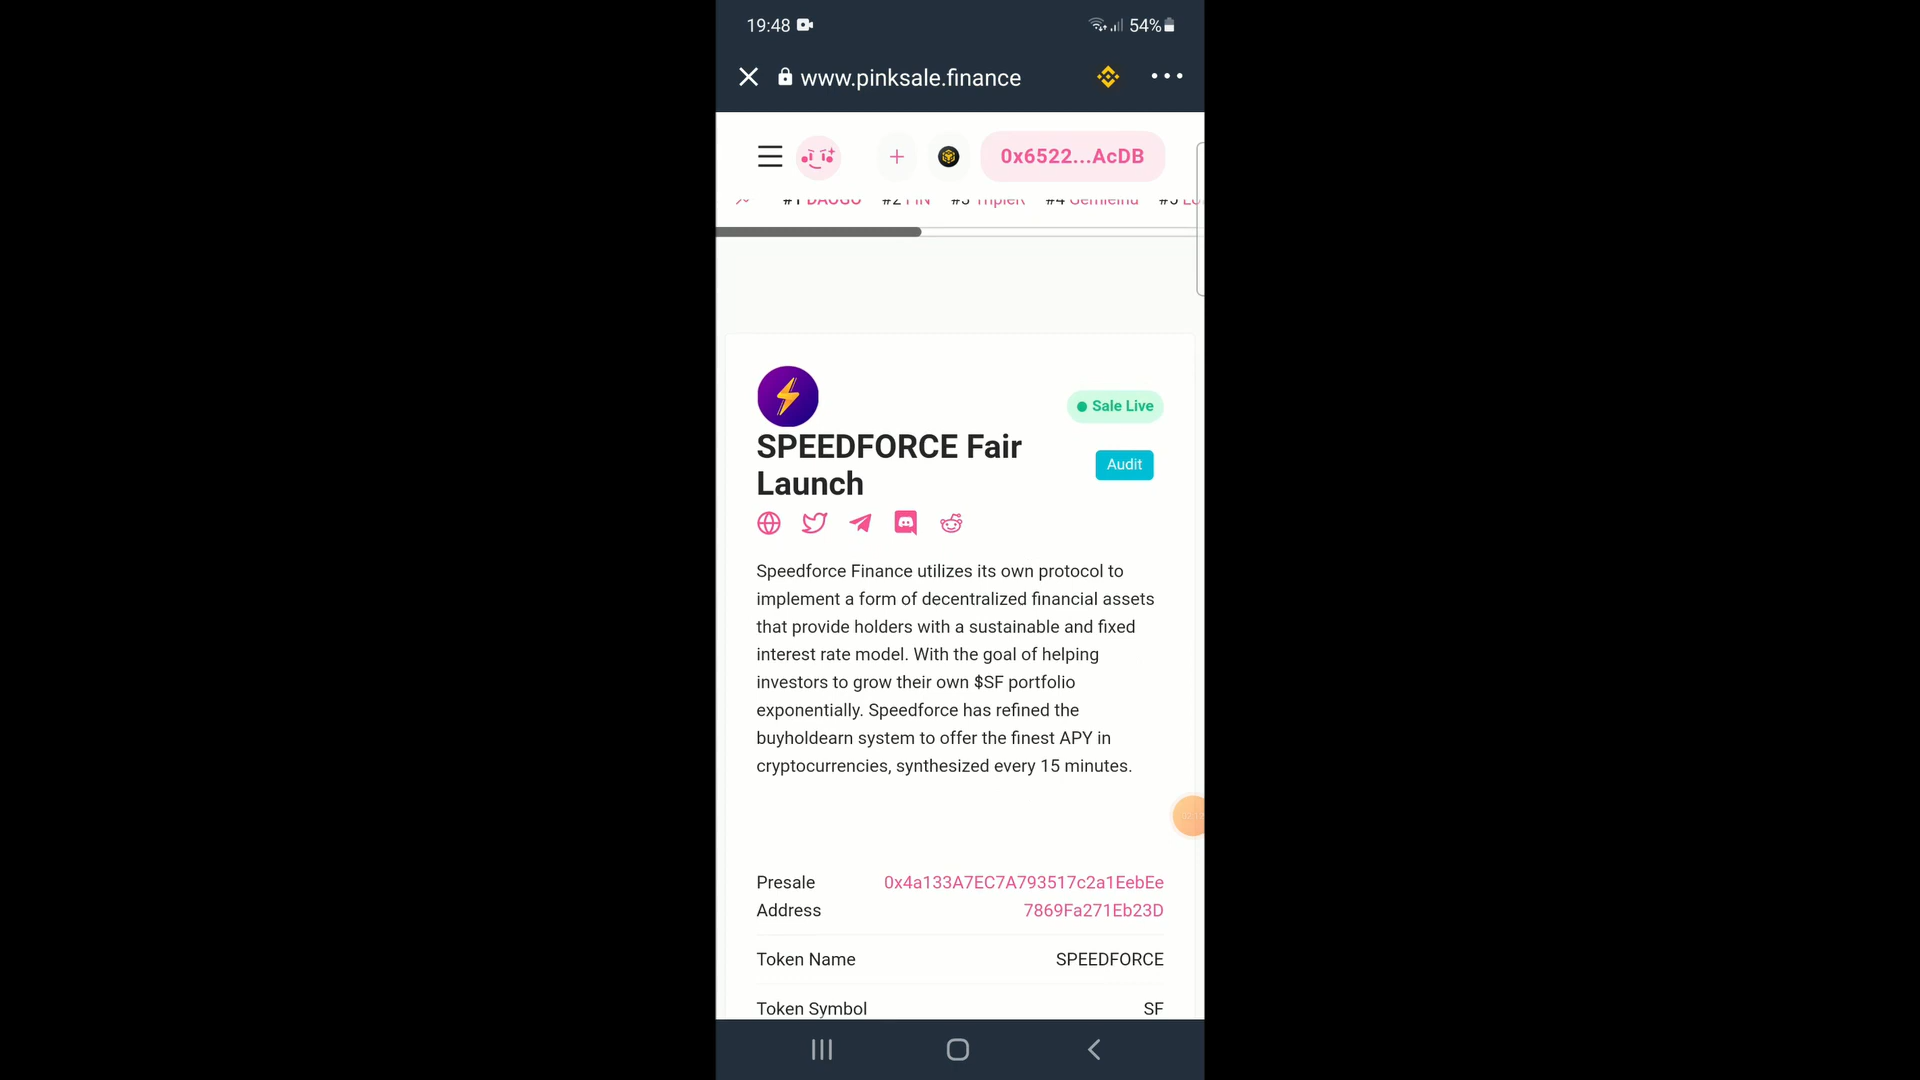 19:48
54%
www.pinksale.finance
0x6522...AcDB
#1 DAOGO #2 PIN #3 TripleR #4 Gemieinu #5
Sale Live
SPEEDFORCE Fair
Launch
Audit
Speedforce Finance utilizes its own protocol to
implement a form of decentralized financial assets
that provide holders with a sustainable and fixed
interest rate model. With the goal of helping
investors to grow their own $SF portfolio
exponentially. Speedforce has refined the
buyholdearn system to offer the finest APY in
cryptocurrencies, synthesized every 15 minutes.
Presale 0x4a133A7EC7A793517c2a1EebEe
Address 7869Fa271Eb23D
Token Name SPEEDFORCE
Token Symbol SF